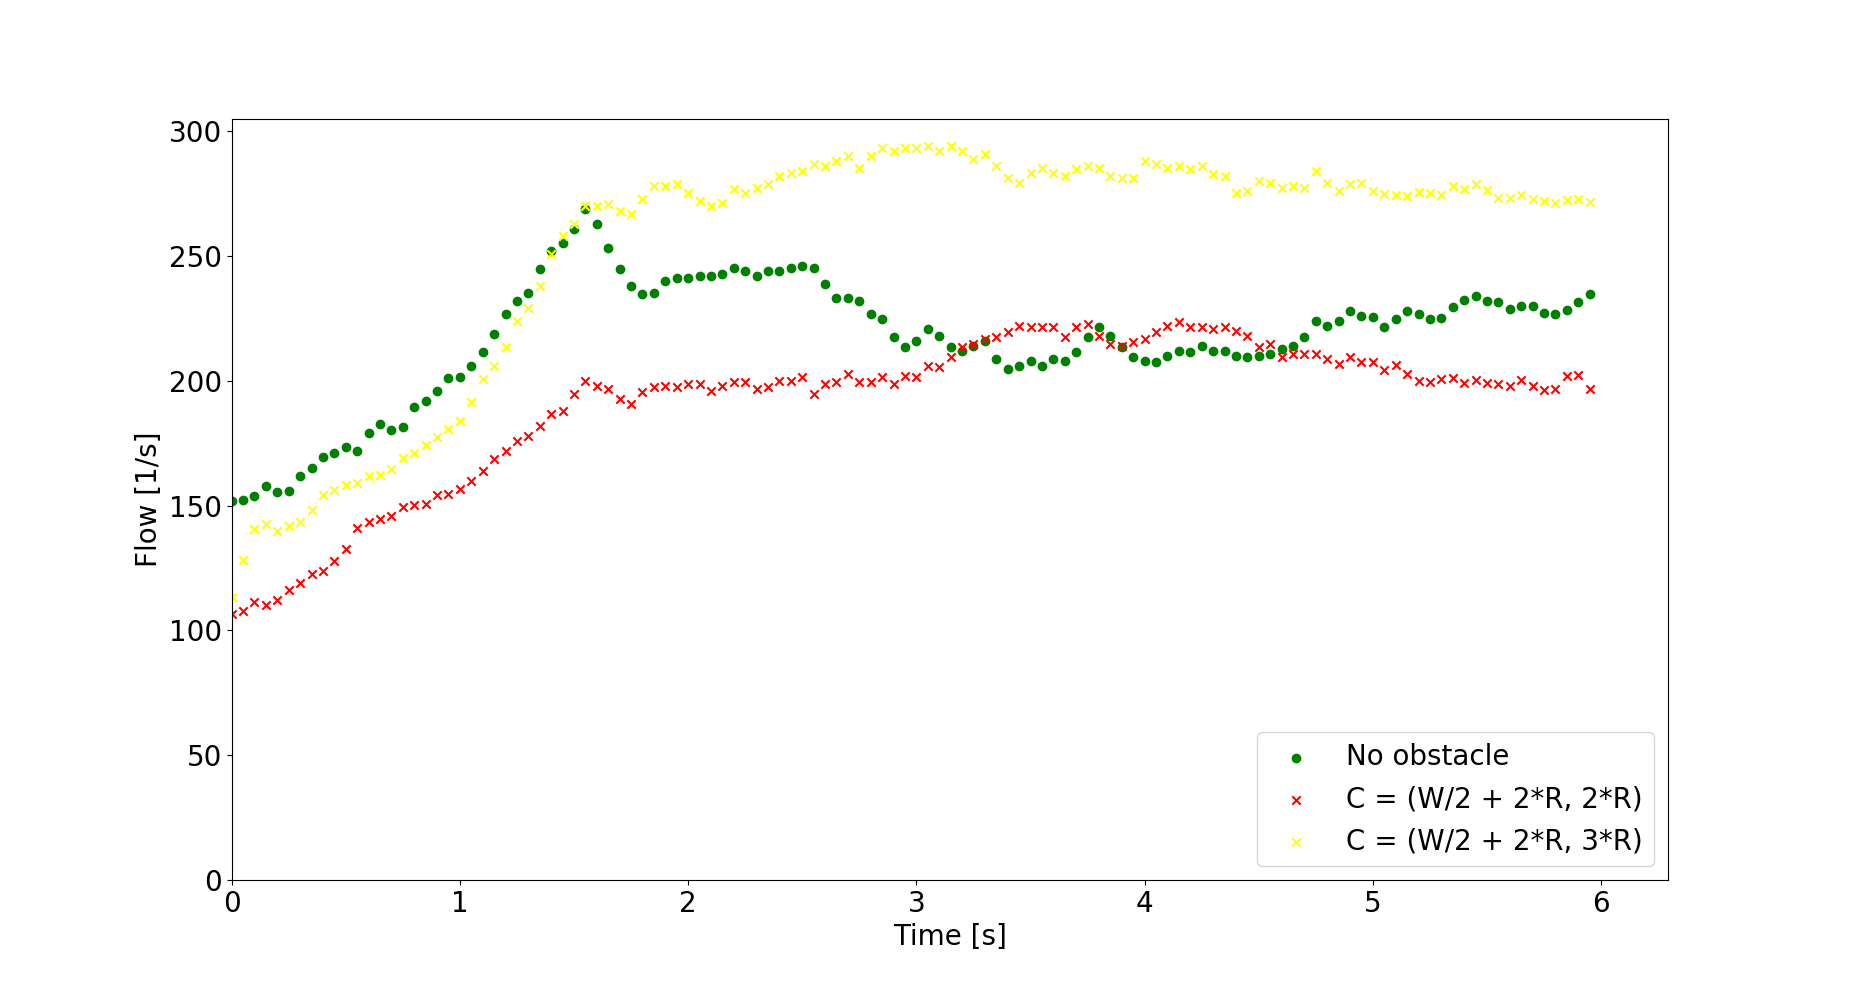 300
250
200
150
100
50
0
Flow [1/s]
0 1 2 3 4 5 6
Time [s]
No obstacle
C = (W/2 + 2*R, 2*R)
C = (W/2 + 2*R, 3*R)